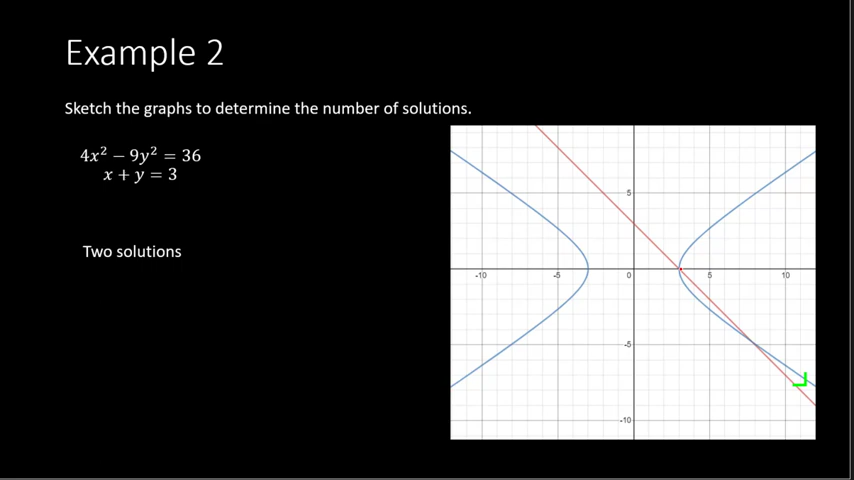 Example 2
Sketch the graphs to determine the number of solutions.
4x² − 9y² = 36
x + y = 3
Two solutions
5
-10
-5
0
5
10
-5
-10